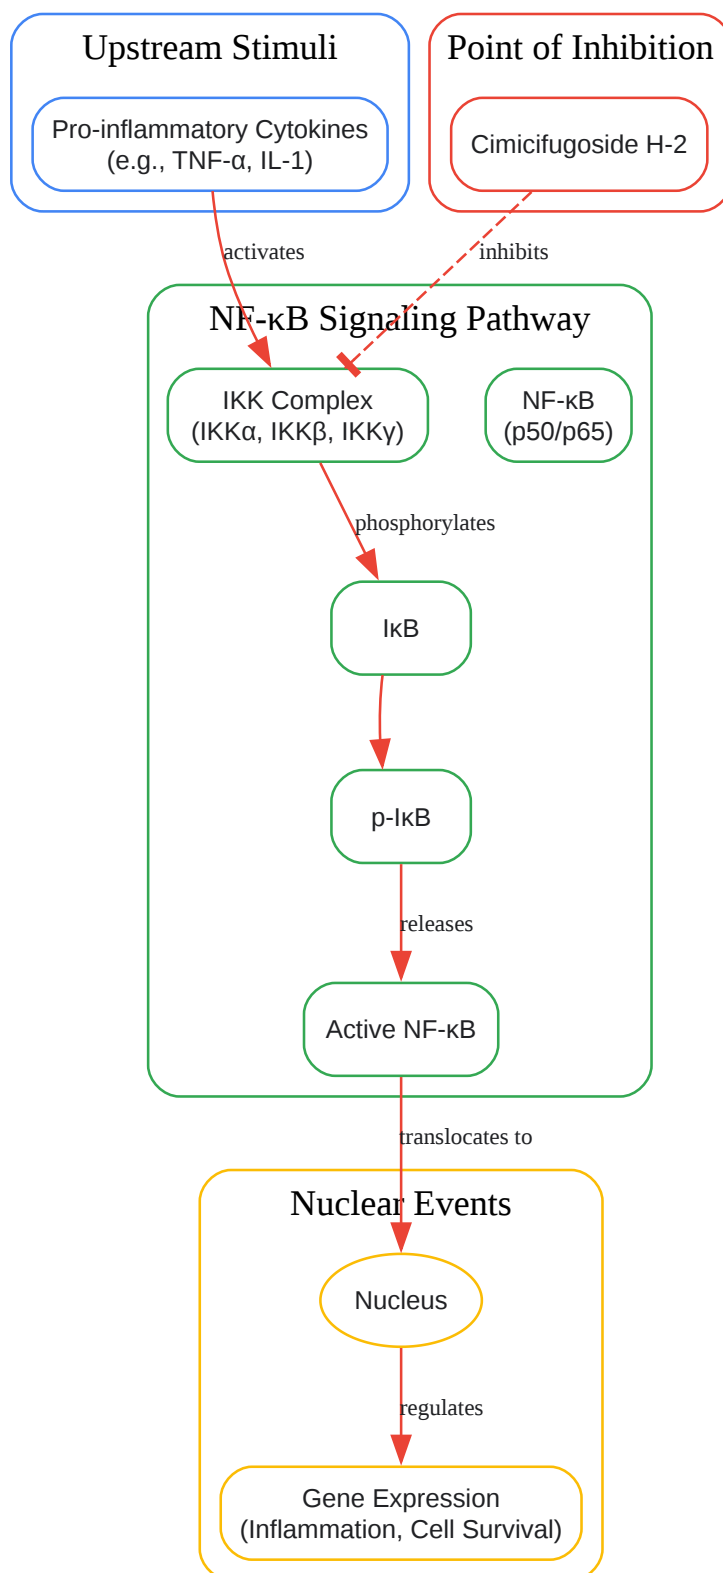 Upstream Stimuli
Point of Inhibition
Pro-inflammatory Cytokines
(e.g., TNF-α, IL-1)
Cimicifugoside H-2
activates
inhibits
NF-κB Signaling Pathway
IKK Complex
(IKKα, IKKβ, IKKγ)
NF-κB
(p50/p65)
phosphorylates
IκB
p-IκB
releases
Active NF-κB
translocates to
Nuclear Events
Nucleus
regulates
Gene Expression
(Inflammation, Cell Survival)